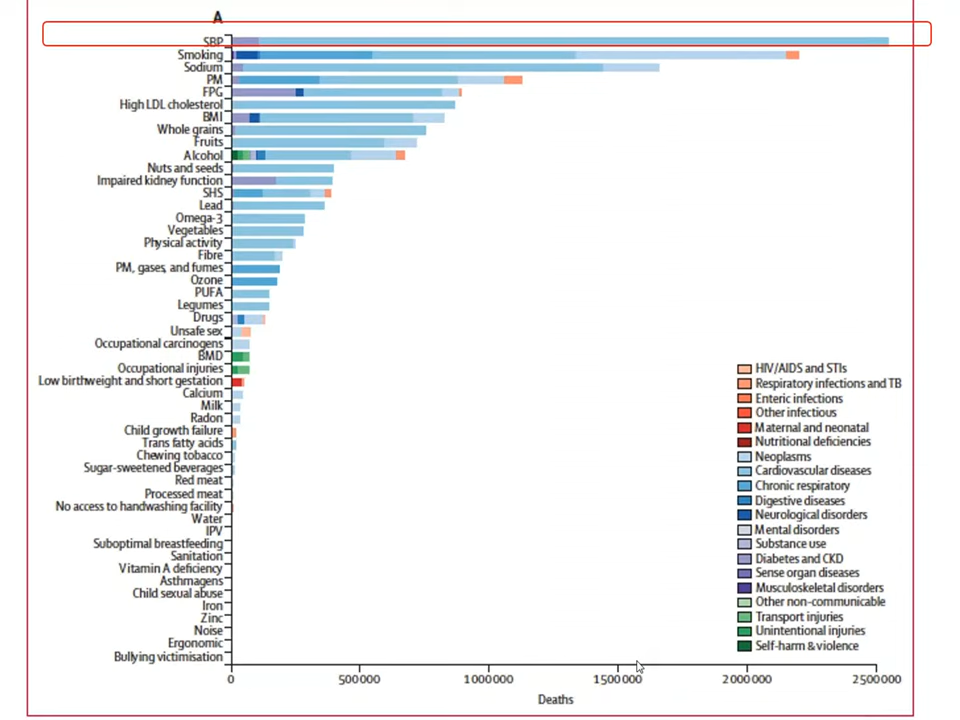 A
SBP
Smoking
Sodium
PM
FPG
High LDL cholesterol
BMI
Whole grains
Fruits
Alcohol
Nuts and seeds
Impaired kidney function
SHS
Lead
Omega-3
Vegetables
Physical activity
Fibre
PM, gases, and fumes
Ozone
PUFA
Legumes
Drugs
Unsafe sex
Occupational carcinogens
BMD
Occupational injuries
Low birthweight and short gestation
Calcium
Milk
Radon
Child growth failure
Trans fatty acids
Chewing tobacco
Sugar-sweetened beverages
Red meat
Processed meat
No access to handwashing facility
Water
IPV
Suboptimal breastfeeding
Sanitation
Vitamin A deficiency
Asthmagens
Child sexual abuse
Iron
Zinc
Noise
Ergonomic
Bullying victimisation
HIV/AIDS and STIs
Respiratory infections and TB
Enteric infections
Other infectious
Maternal and neonatal
Nutritional deficiencies
Neoplasms
Cardiovascular diseases
Chronic respiratory
Digestive diseases
Neurological disorders
Mental disorders
Substance use
Diabetes and CKD
Sense organ diseases
Musculoskeletal disorders
Other non-communicable
Transport injuries
Unintentional injuries
Self-harm & violence
0 500000 1000000 1500000 2000000 2500000
Deaths